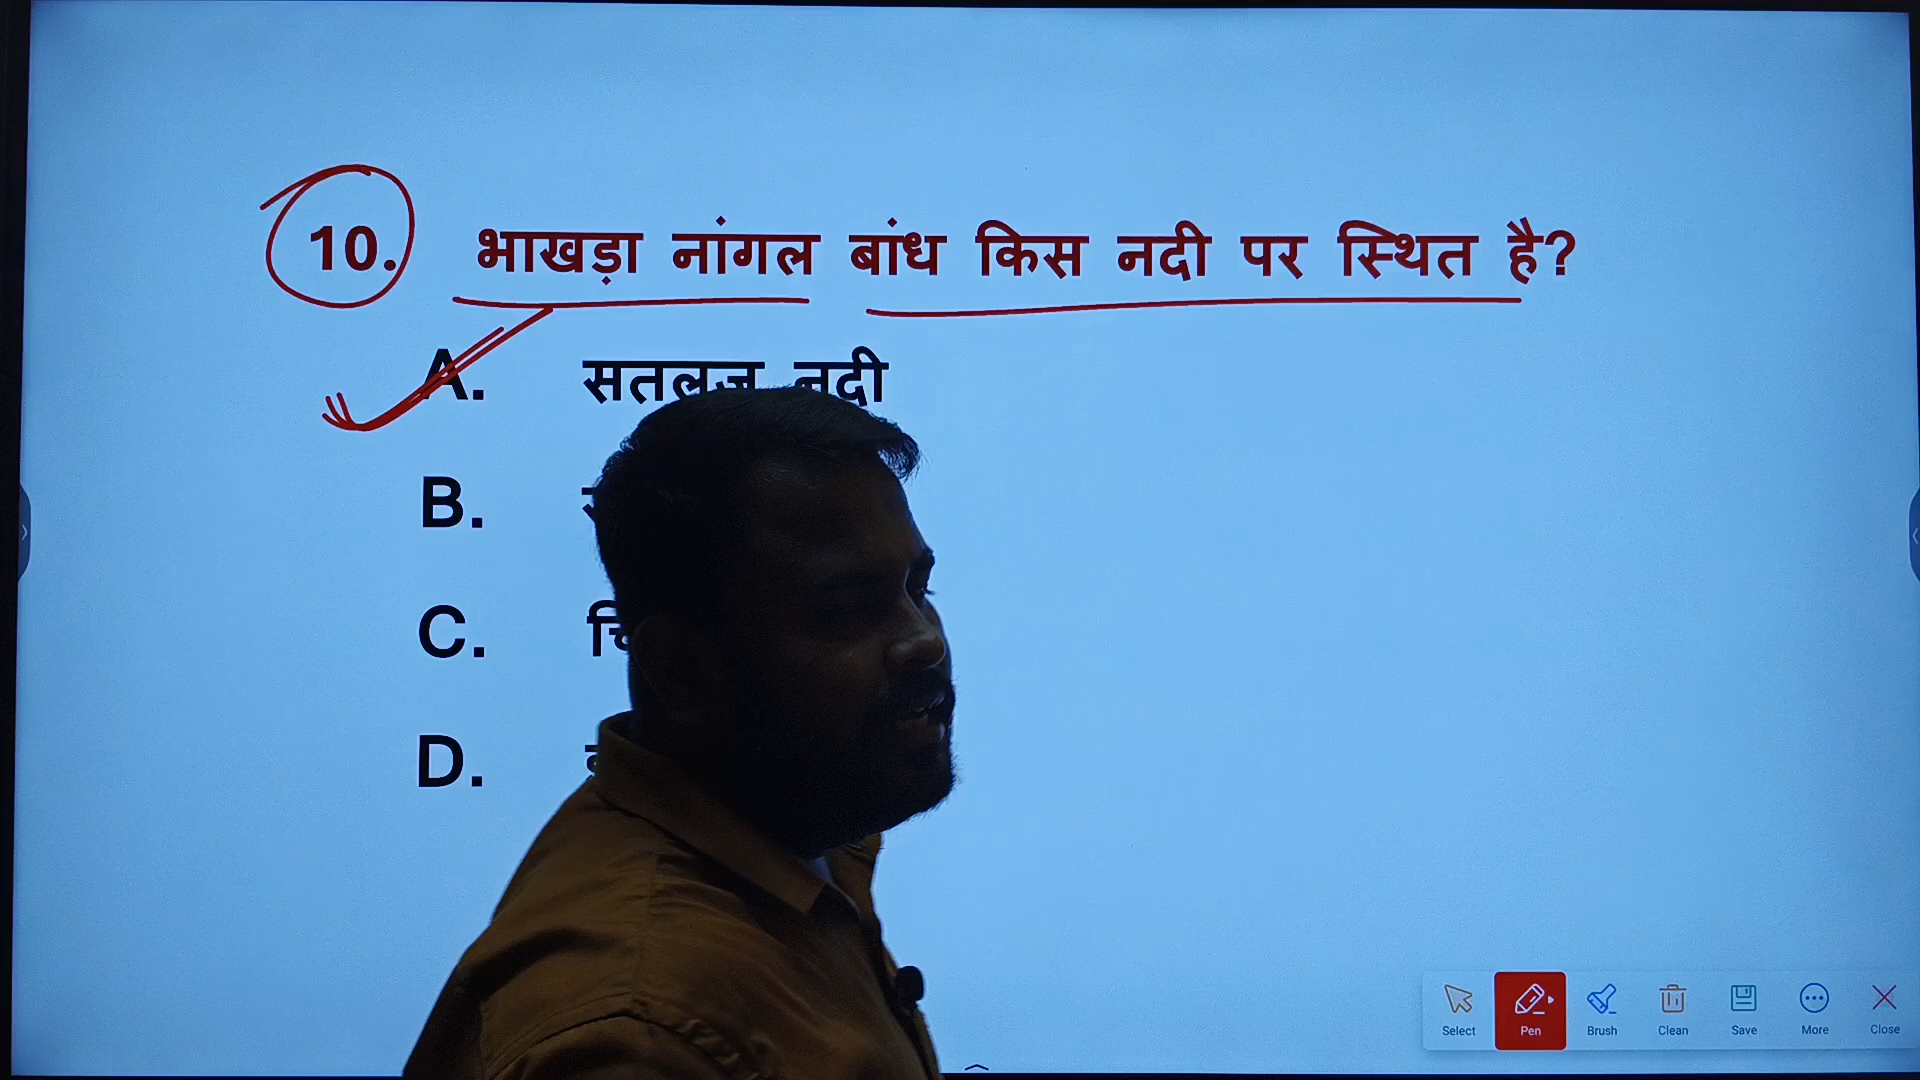 10. भाखड़ा नांगल बांध किस नदी पर स्थित है?
A. सतलज नदी
B.
C.
D.
Select Pen Brush Clean Save More Close